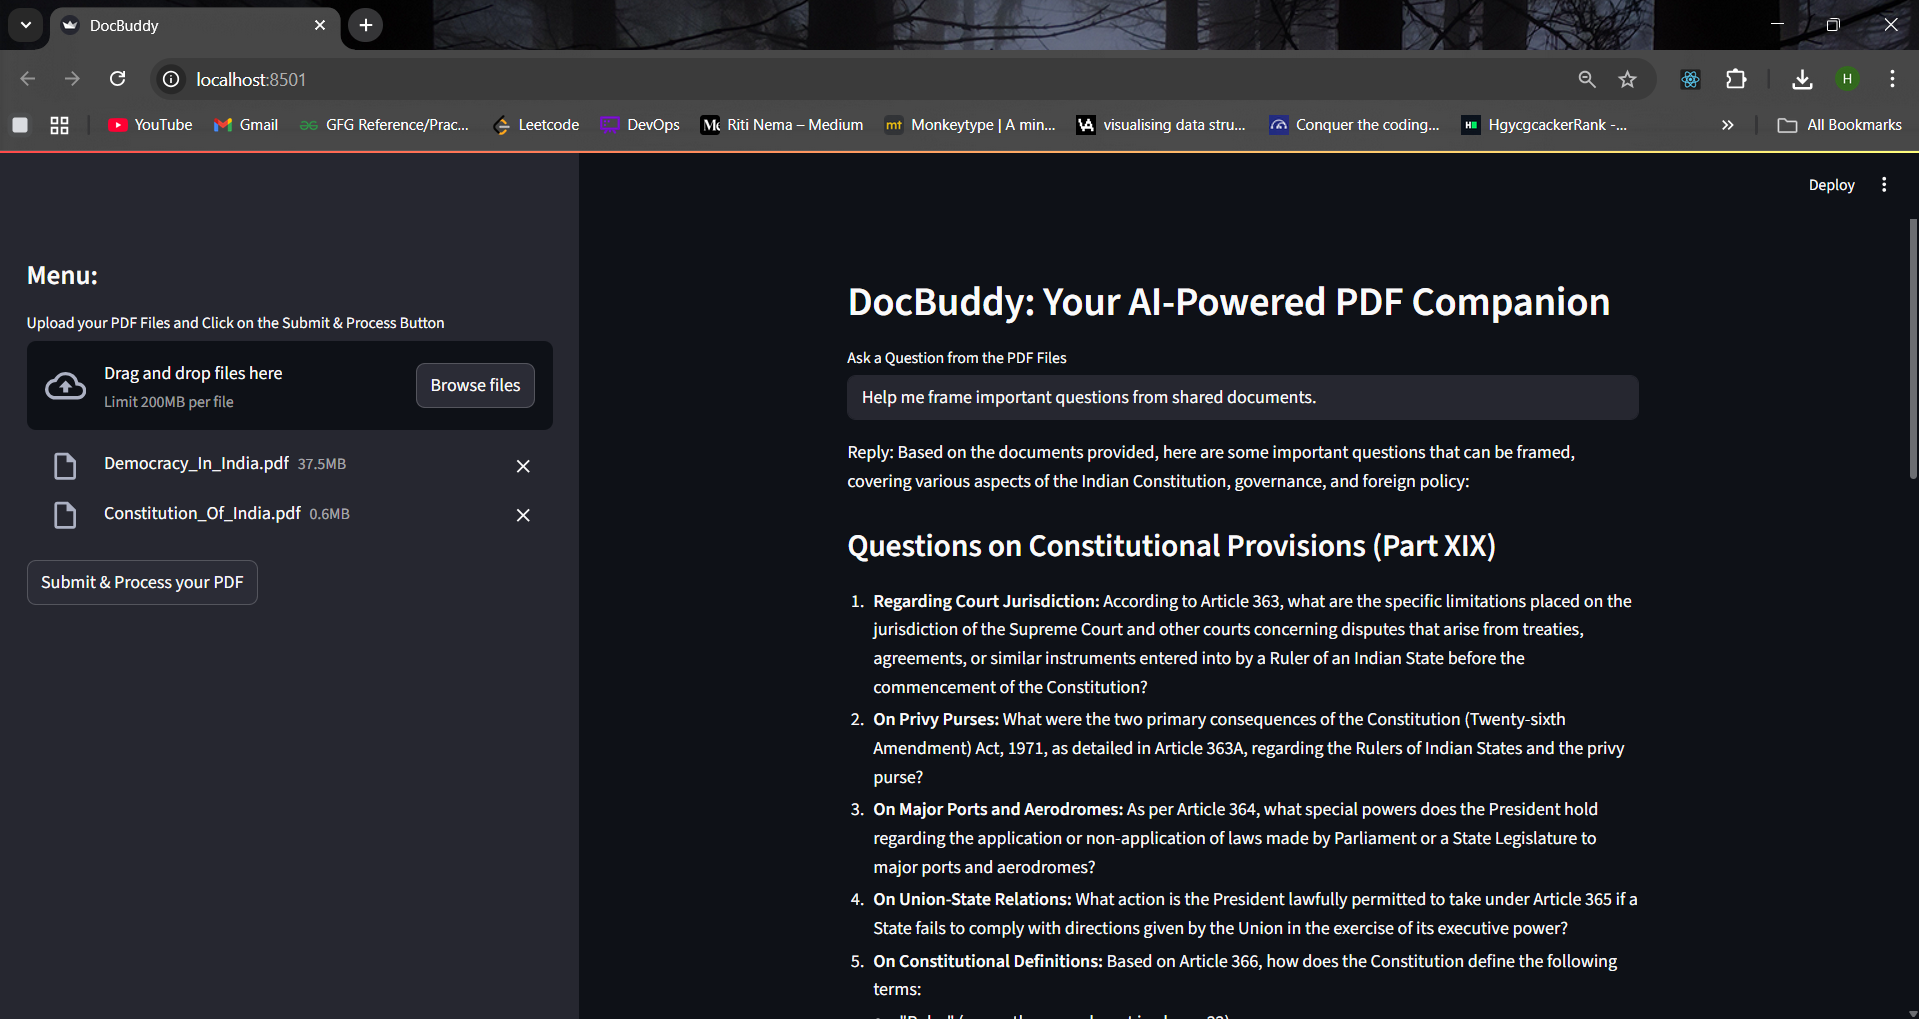 DocBuddy
localhost:8501
H
YouTube
Gmail
GFG Reference/Prac...
Leetcode
DevOps
Riti Nema – Medium
mt
Monkeytype | A min...
visualising data stru...
Conquer the coding...
HgycgcackerRank -...
All Bookmarks
Deploy
Menu:
Upload your PDF Files and Click on the Submit & Process Button
Drag and drop files here
Limit 200MB per file
Browse files
Democracy_In_India.pdf 37.5MB
Constitution_Of_India.pdf 0.6MB
Submit & Process your PDF
DocBuddy: Your AI-Powered PDF Companion
Ask a Question from the PDF Files
Help me frame important questions from shared documents.
Reply: Based on the documents provided, here are some important questions that can be framed,
covering various aspects of the Indian Constitution, governance, and foreign policy:
Questions on Constitutional Provisions (Part XIX)
1. Regarding Court Jurisdiction: According to Article 363, what are the specific limitations placed on the
jurisdiction of the Supreme Court and other courts concerning disputes that arise from treaties,
agreements, or similar instruments entered into by a Ruler of an Indian State before the
commencement of the Constitution?
2. On Privy Purses: What were the two primary consequences of the Constitution (Twenty-sixth
Amendment) Act, 1971, as detailed in Article 363A, regarding the Rulers of Indian States and the privy
purse?
3. On Major Ports and Aerodromes: As per Article 364, what special powers does the President hold
regarding the application or non-application of laws made by Parliament or a State Legislature to
major ports and aerodromes?
4. On Union-State Relations: What action is the President lawfully permitted to take under Article 365 if a
State fails to comply with directions given by the Union in the exercise of its executive power?
5. On Constitutional Definitions: Based on Article 366, how does the Constitution define the following
terms: